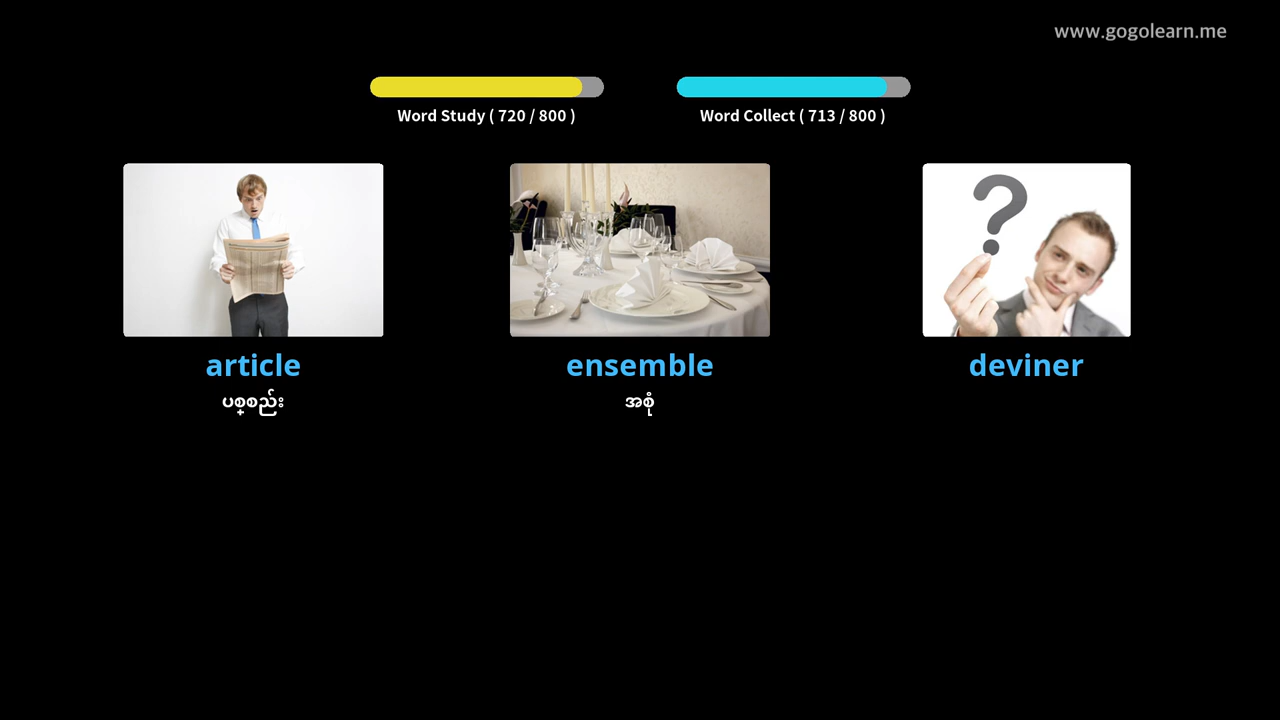 www.gogolearn.me
Word Study ( 720 / 800 )
Word Collect ( 713 / 800 )
article
ensemble
deviner
ပစ္စည်း
အစုံ